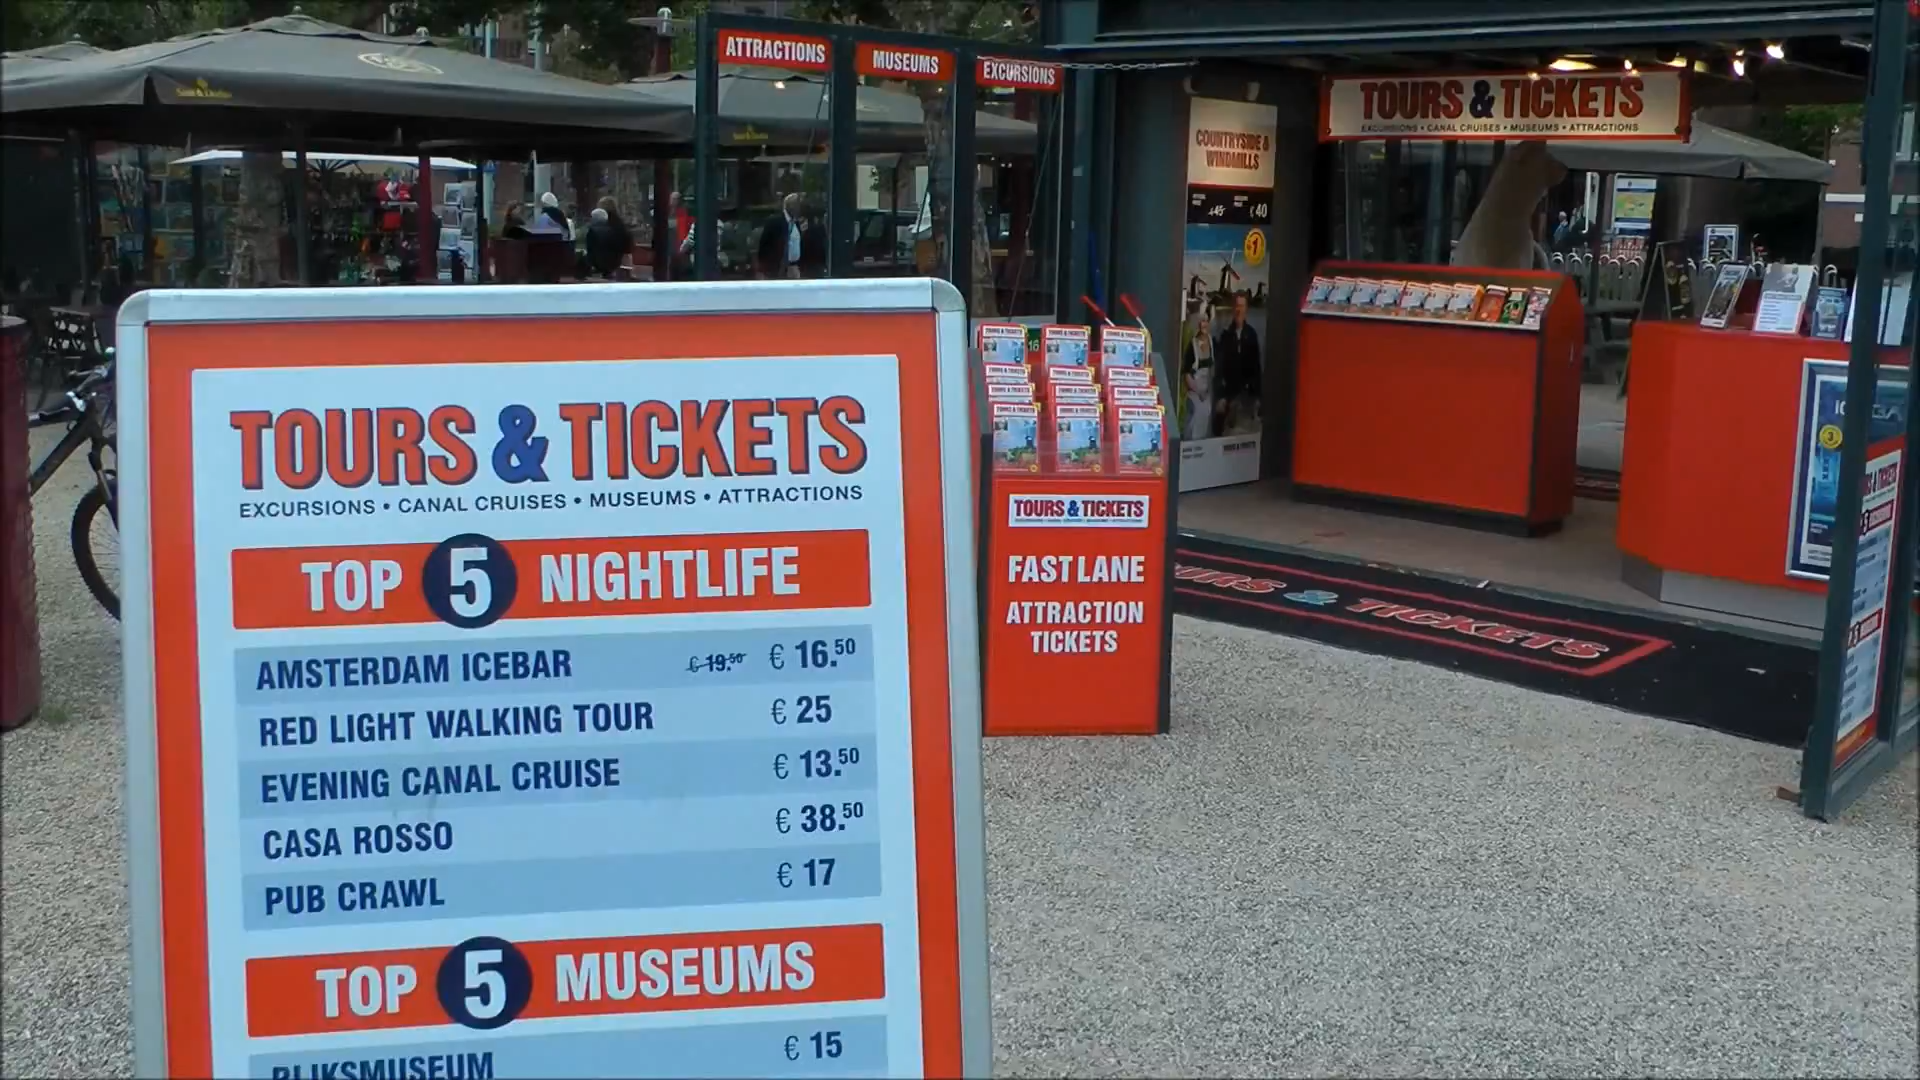 ATTRACTIONS
MUSEUMS
EXCURSIONS
TOURS & TICKETS
EXCURSIONS • CANAL CRUISES • MUSEUMS • ATTRACTIONS
COUNTRYSIDE &
WINDMILLS
€ 40
TOURS & TICKETS
EXCURSIONS • CANAL CRUISES • MUSEUMS • ATTRACTIONS
TOP 5 NIGHTLIFE
AMSTERDAM ICEBAR € 19.50 € 16.50
RED LIGHT WALKING TOUR € 25
EVENING CANAL CRUISE € 13.50
CASA ROSSO € 38.50
PUB CRAWL € 17
TOP 5 MUSEUMS
RIJKSMUSEUM € 15
TOURS & TICKETS
FAST LANE
ATTRACTION
TICKETS
URS & TICKETS